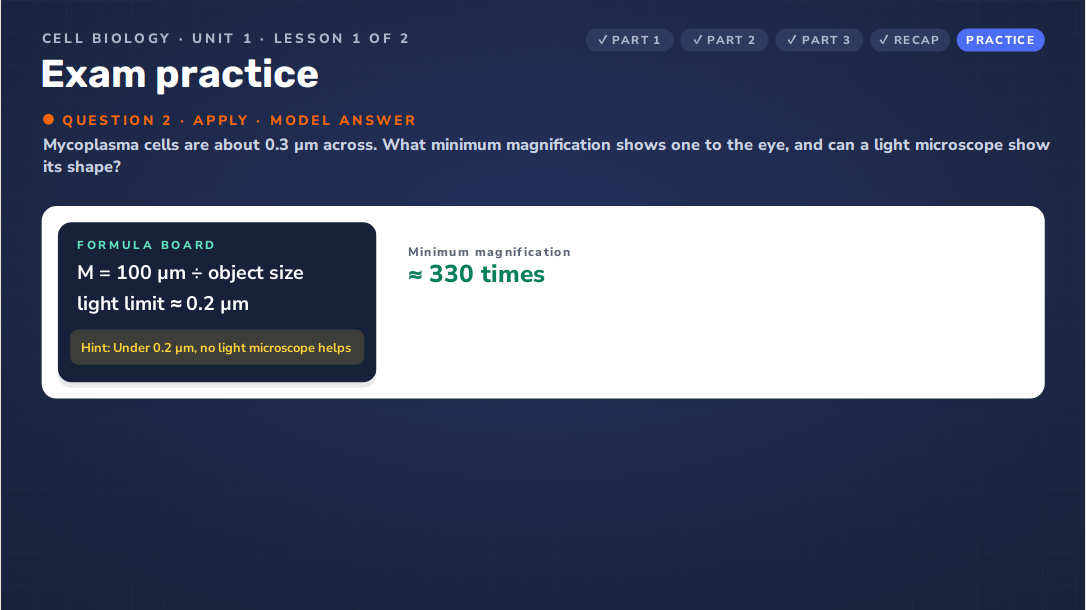 CELL BIOLOGY · UNIT 1 · LESSON 1 OF 2
✓ PART 1
✓ PART 2
✓ PART 3
✓ RECAP
PRACTICE
Exam practice
QUESTION 2 · APPLY · MODEL ANSWER
Mycoplasma cells are about 0.3 µm across. What minimum magnification shows one to the eye, and can a light microscope show
its shape?
FORMULA BOARD
M = 100 µm ÷ object size
light limit ≈ 0.2 µm
Hint: Under 0.2 µm, no light microscope helps
Minimum magnification
≈ 330 times